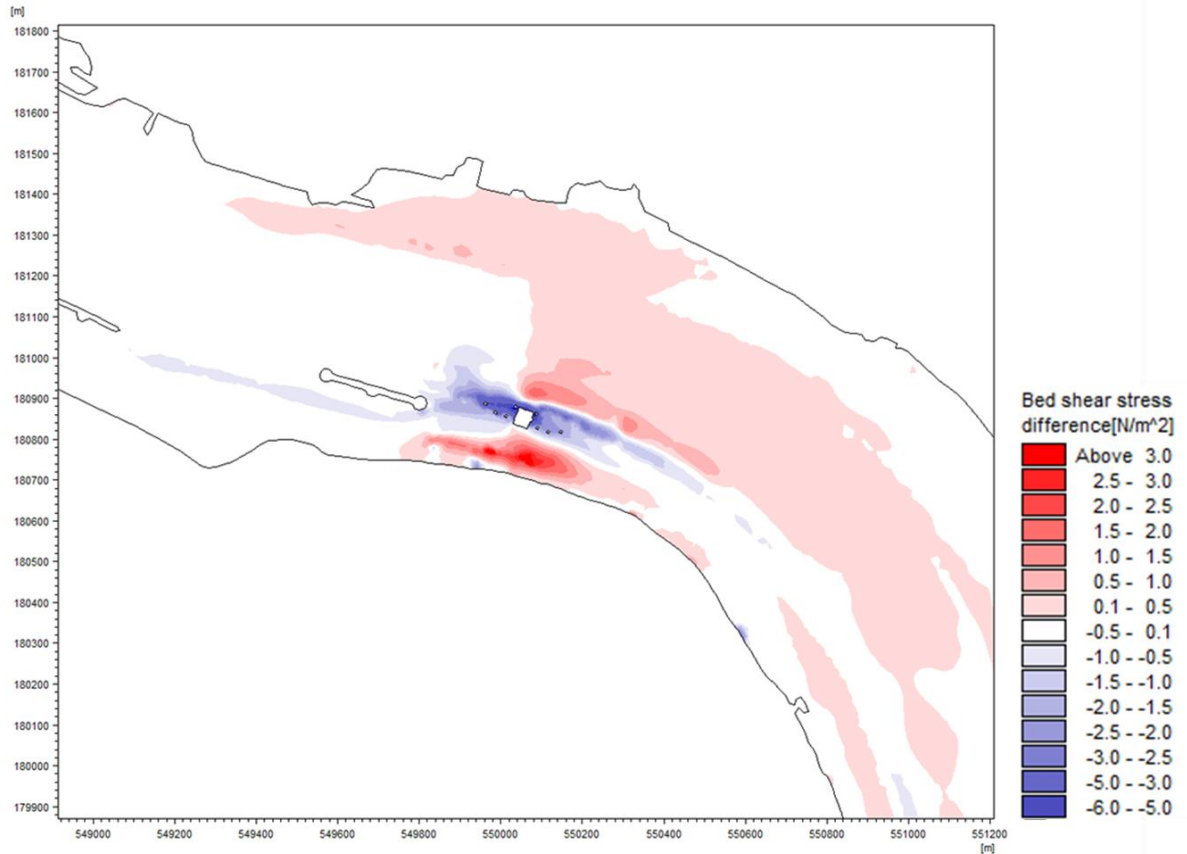 [m]
181800
181700
181600
181500
181400
181300
181200
181100
181000
180900
180800
180700
180600
180500
180400
180300
180200
180100
180000
179900
549000 549200 549400 549600 549800 550000 550200 550400 550600 550800 551000 551200
[m]
Bed shear stress
difference[N/m^2]
Above 3.0
2.5 - 3.0
2.0 - 2.5
1.5 - 2.0
1.0 - 1.5
0.5 - 1.0
0.1 - 0.5
-0.5 - 0.1
-1.0 - -0.5
-1.5 - -1.0
-2.0 - -1.5
-2.5 - -2.0
-3.0 - -2.5
-5.0 - -3.0
-6.0 - -5.0